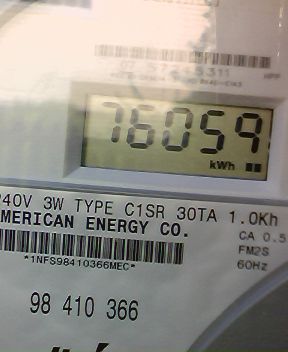 76059
kWh
240V 3W TYPE C1SR 30TA 1.0Kh
AMERICAN ENERGY CO.
CA 0.5
*1NFS98410366MEC*
FM2S
60Hz
98 410 366